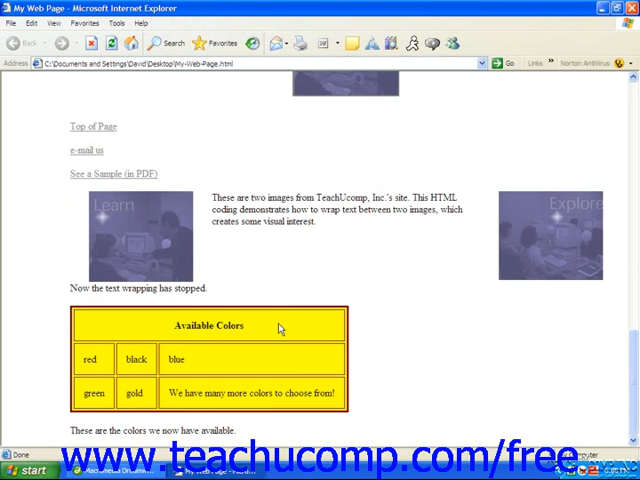 My Web Page - Microsoft Internet Explorer
File Edit View Favorites Tools Help
Back Search Favorites
Address C:\Documents and Settings\David\Desktop\My-Web-Page.html Go Links » Norton AntiVirus
Top of Page
e-mail us
See a Sample (in PDF)
Learn
These are two images from TeachUcomp, Inc.'s site. This HTML
coding demonstrates how to wrap text between two images, which
creates some visual interest.
Explore
Now the text wrapping has stopped.
Available Colors
red black blue
green gold We have many more colors to choose from!
These are the colors we now have available.
Done
www.teachucomp.com/free
start